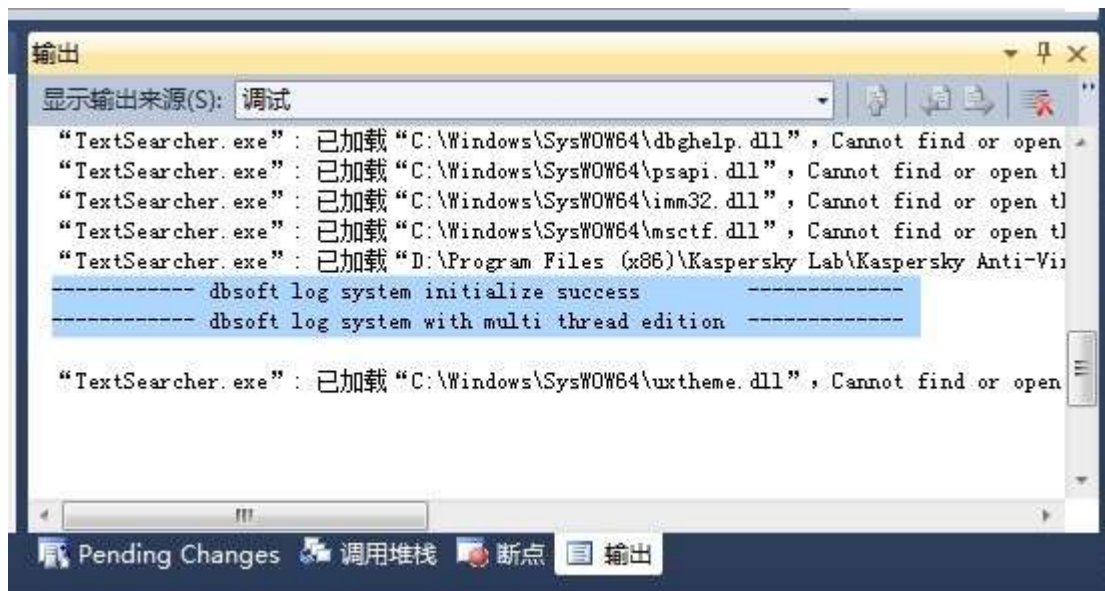 输出
显示输出来源(S): 调试
“TextSearcher.exe”: 已加载“C:\Windows\SysWOW64\dbghelp.dll”，Cannot find or open
“TextSearcher.exe”: 已加载“C:\Windows\SysWOW64\psapi.dll”，Cannot find or open
“TextSearcher.exe”: 已加载“C:\Windows\SysWOW64\imm32.dll”，Cannot find or open
“TextSearcher.exe”: 已加载“C:\Windows\SysWOW64\msctf.dll”，Cannot find or open
“TextSearcher.exe”: 已加载“D:\Program Files (x86)\Kaspersky Lab\Kaspersky
------------ dbsoft log system initialize success -------------
------------ dbsoft log system with multi thread edition -------------
“TextSearcher.exe”: 已加载“C:\Windows\SysWOW64\uxtheme.dll”，Cannot find or open
Pending Changes 调用堆栈 断点 输出